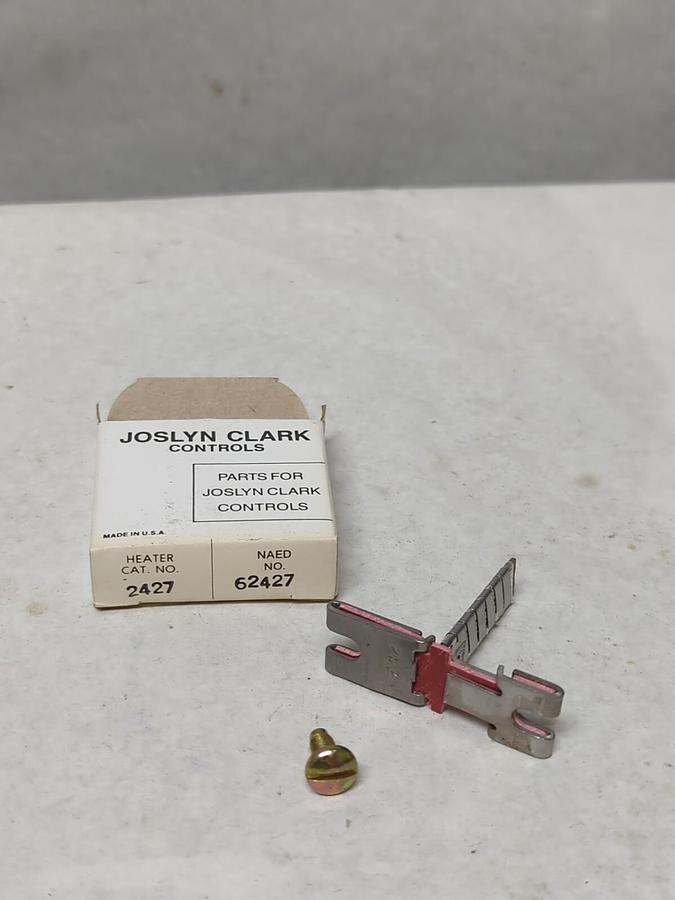 JOSLYN CLARK
CONTROLS
PARTS FOR
JOSLYN CLARK
CONTROLS
MADE IN U.S.A.
HEATER
CAT. NO.
2427
NAED
NO.
62427